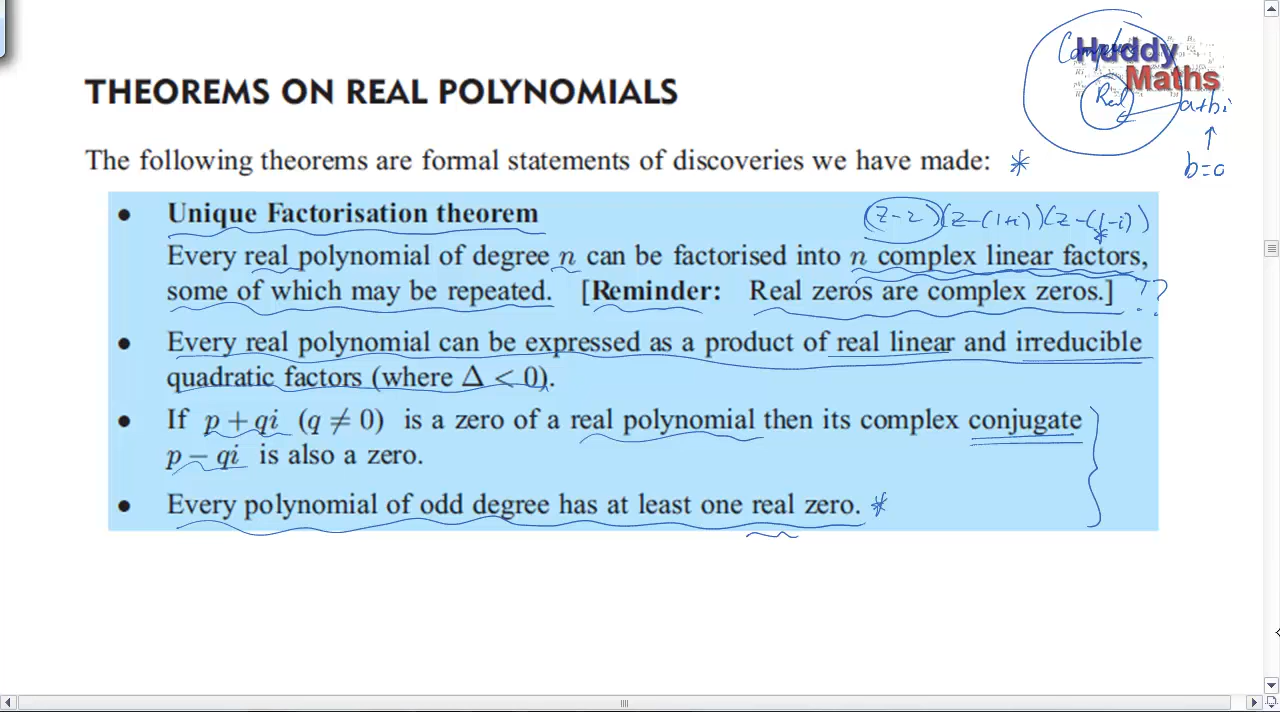 Complex
Huddy
Maths
Real
a+bi
b=0
THEOREMS ON REAL POLYNOMIALS
The following theorems are formal statements of discoveries we have made: *
• Unique Factorisation theorem
(z-2)(z-(1+i))(z-(1-i))
*
Every real polynomial of degree n can be factorised into n complex linear factors,
some of which may be repeated. [Reminder: Real zeros are complex zeros.] ??
• Every real polynomial can be expressed as a product of real linear and irreducible
quadratic factors (where Δ < 0).
• If p + qi (q ≠ 0) is a zero of a real polynomial then its complex conjugate
p − qi is also a zero.
• Every polynomial of odd degree has at least one real zero. *